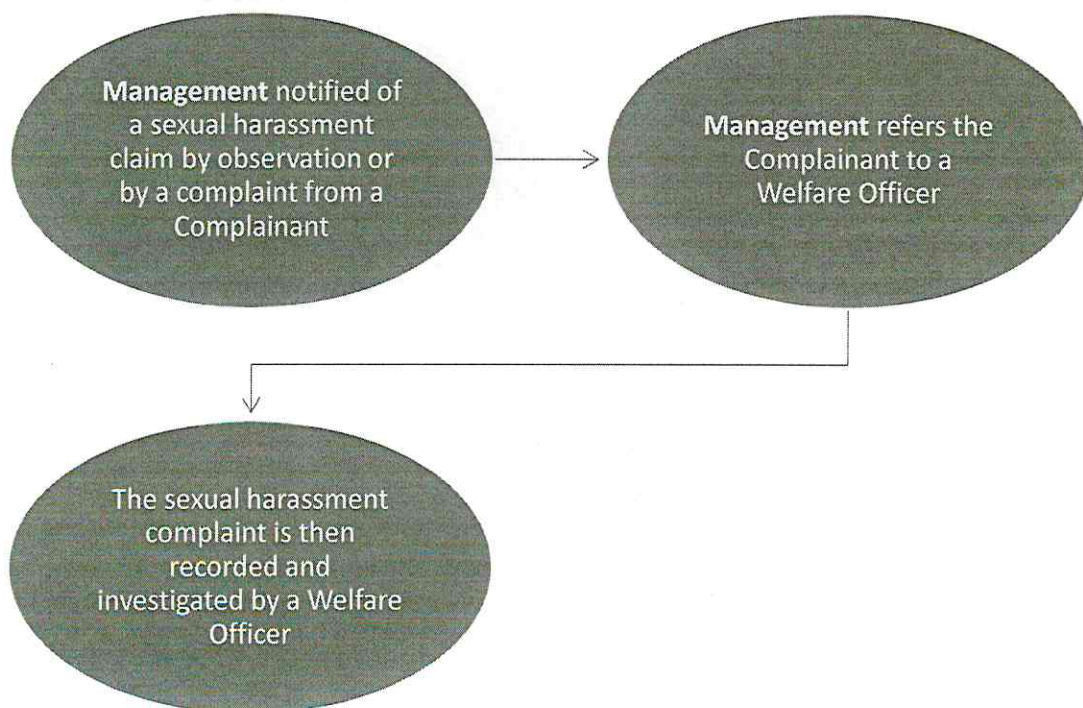 Management notified of
a sexual harassment
claim by observation or
by a complaint from a
Complainant
Management refers the
Complainant to a
Welfare Officer
The sexual harassment
complaint is then
recorded and
investigated by a Welfare
Officer